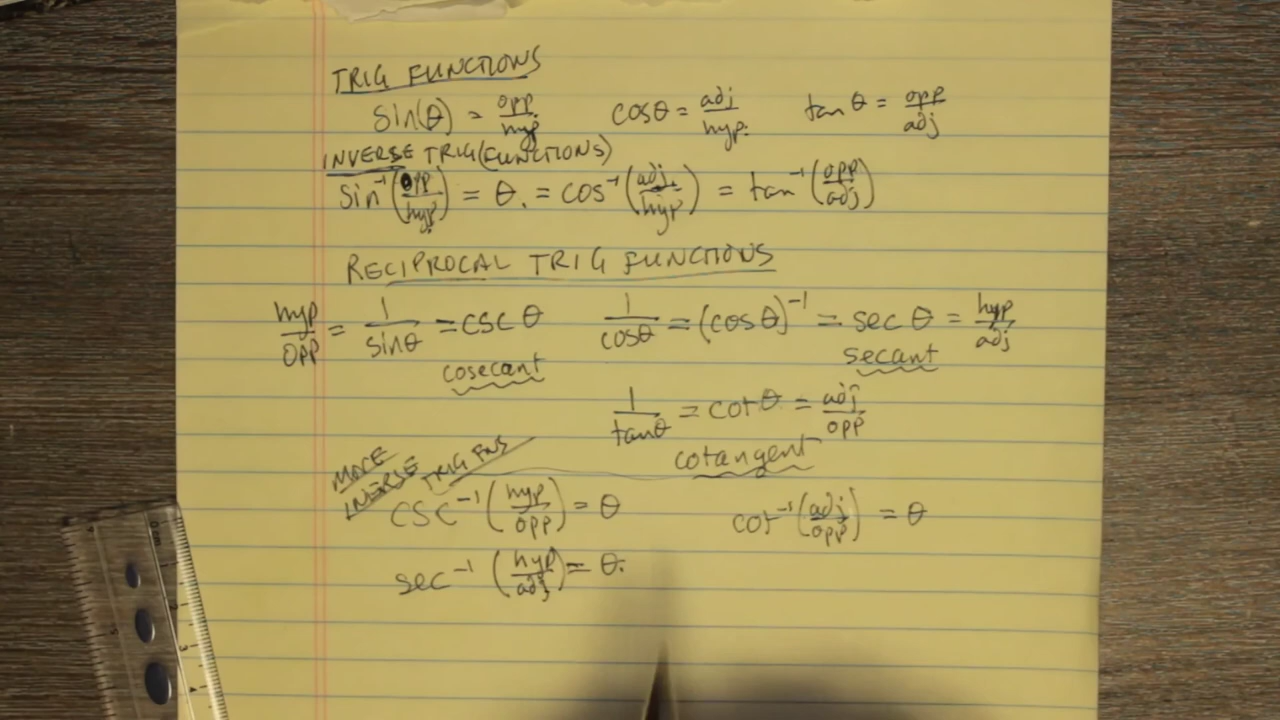 TRIG FUNCTIONS
Sin(θ) = opp/hyp. cosθ = adj/hyp. tanθ = opp/adj
INVERSE TRIG (FUNCTIONS)
Sin⁻¹(opp/hyp) = θ. = cos⁻¹(adj./hyp) = tan⁻¹(opp/adj)
RECIPROCAL TRIG FUNCTIONS
hyp/opp = 1/sinθ = csc θ 1/cosθ = (cosθ)⁻¹ = sec θ = hyp/adj
cosecant secant
1/tanθ = cotθ = adj/opp
cotangent
MORE
INVERSE TRIG FNS
CSC⁻¹(hyp/opp) = θ cot⁻¹(adj/opp) = θ
sec⁻¹(hyp/adj) = θ.